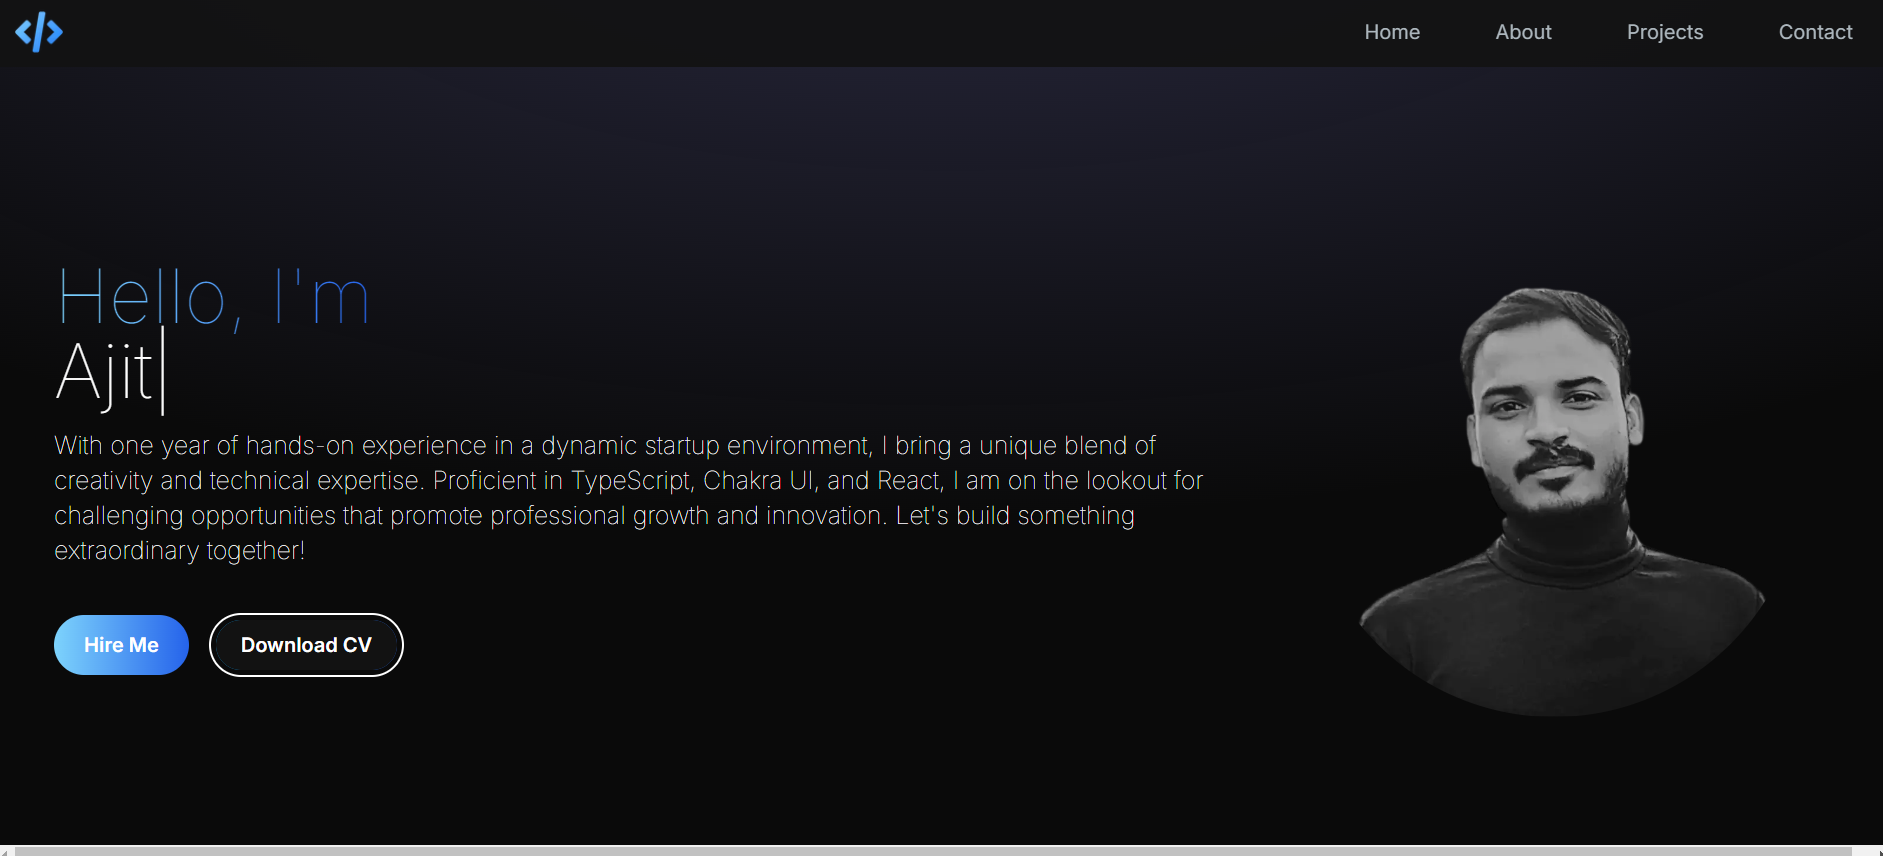 </>
Home About Projects Contact
Hello, I'm
Ajit|
With one year of hands-on experience in a dynamic startup environment, I bring a unique blend of
creativity and technical expertise. Proficient in TypeScript, Chakra UI, and React, I am on the lookout for
challenging opportunities that promote professional growth and innovation. Let's build something
extraordinary together!
Hire Me Download CV